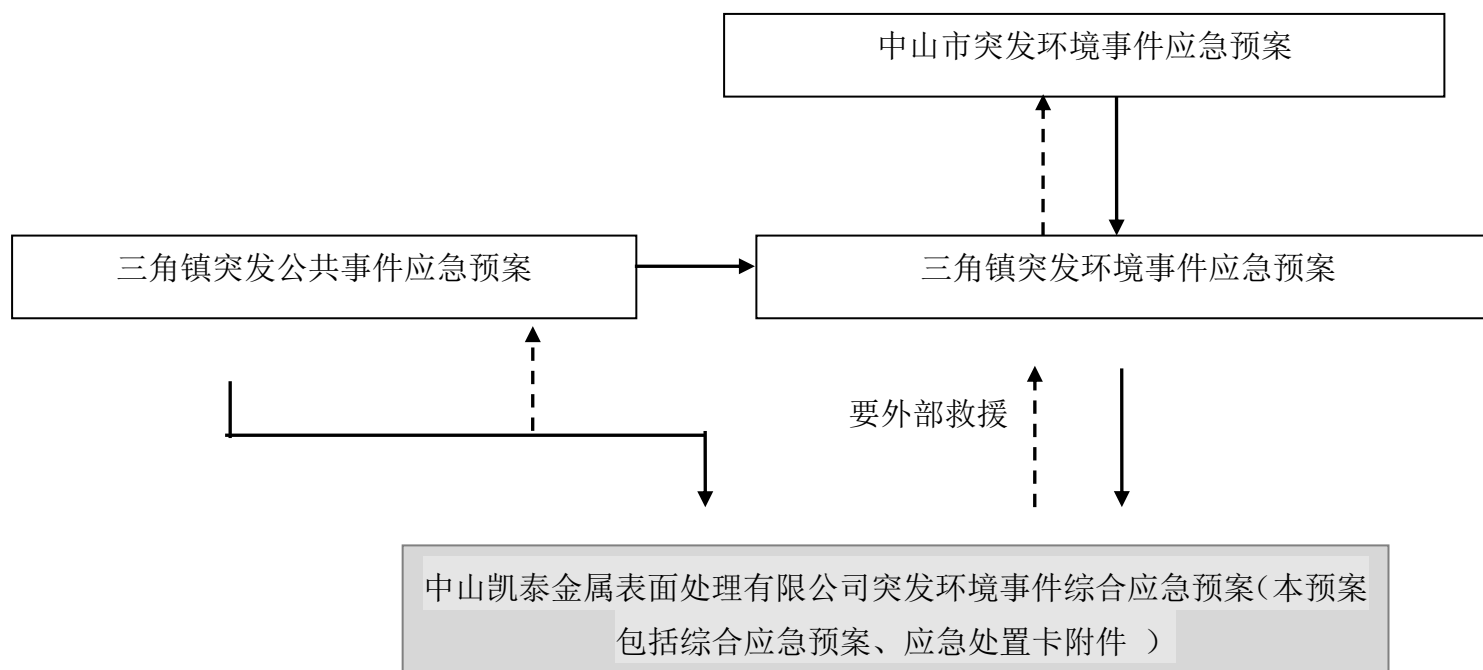 中山市突发环境事件应急预案
三角镇突发公共事件应急预案
三角镇突发环境事件应急预案
要外部救援
中山凯泰金属表面处理有限公司突发环境事件综合应急预案（本预案
包括综合应急预案、应急处置卡附件 ）